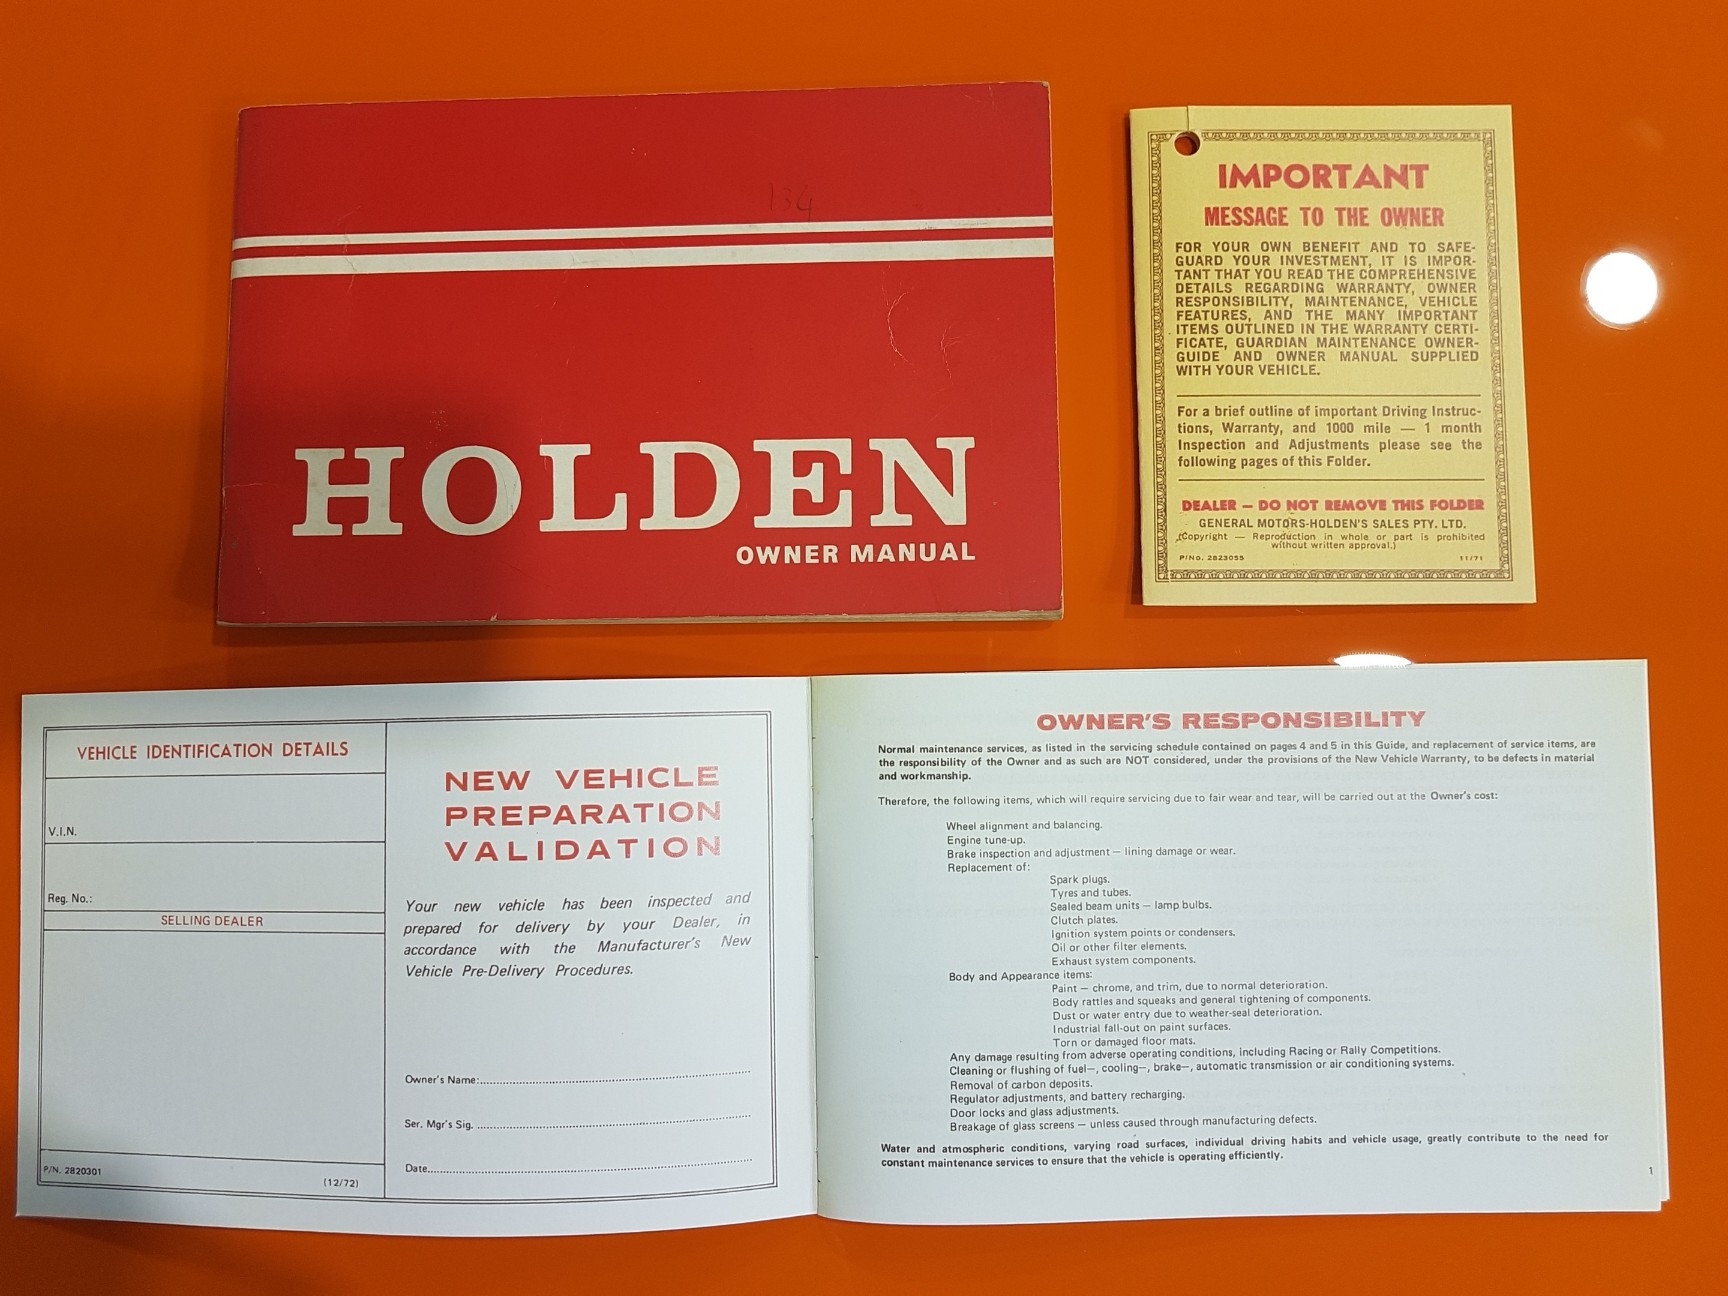 134
HOLDEN
OWNER MANUAL
IMPORTANT
MESSAGE TO THE OWNER
FOR YOUR OWN BENEFIT AND TO SAFE-
GUARD YOUR INVESTMENT, IT IS IMPOR-
TANT THAT YOU READ THE COMPREHENSIVE
DETAILS REGARDING WARRANTY, OWNER
RESPONSIBILITY, MAINTENANCE, VEHICLE
FEATURES, AND THE MANY IMPORTANT
ITEMS OUTLINED IN THE WARRANTY CERTI-
FICATE, GUARDIAN MAINTENANCE OWNER-
GUIDE AND OWNER MANUAL SUPPLIED
WITH YOUR VEHICLE.
For a brief outline of important Driving Instruc-
tions, Warranty, and 1000 mile — 1 month
Inspection and Adjustments please see the
following pages of this Folder.
DEALER — DO NOT REMOVE THIS FOLDER
GENERAL MOTORS-HOLDEN'S SALES PTY. LTD.
(Copyright — Reproduction in whole or part is prohibited
without written approval.)
P/No. 2823055 11/71
VEHICLE IDENTIFICATION DETAILS
V.I.N.
Reg. No.:
SELLING DEALER
P/N. 2820301
(12/72)
NEW VEHICLE
PREPARATION
VALIDATION
Your new vehicle has been inspected and
prepared for delivery by your Dealer, in
accordance with the Manufacturer's New
Vehicle Pre-Delivery Procedures.
Owner's Name:
Ser. Mgr's Sig.
Date
OWNER'S RESPONSIBILITY
Normal maintenance services, as listed in the servicing schedule contained on pages 4 and 5 in this Guide, and replacement of service items, are
the responsibility of the Owner and as such are NOT considered, under the provisions of the New Vehicle Warranty, to be defects in material
and workmanship.
Therefore, the following items, which will require servicing due to fair wear and tear, will be carried out at the Owner's cost:
Wheel alignment and balancing.
Engine tune-up.
Brake inspection and adjustment — lining damage or wear.
Replacement of:
Spark plugs.
Tyres and tubes.
Sealed beam units — lamp bulbs.
Clutch plates.
Ignition system points or condensers.
Oil or other filter elements.
Exhaust system components.
Body and Appearance items:
Paint — chrome, and trim, due to normal deterioration.
Body rattles and squeaks and general tightening of components.
Dust or water entry due to weather-seal deterioration.
Industrial fall-out on paint surfaces.
Torn or damaged floor mats.
Any damage resulting from adverse operating conditions, including Racing or Rally Competitions.
Cleaning or flushing of fuel—, cooling—, brake—, automatic transmission or air conditioning systems.
Removal of carbon deposits.
Regulator adjustments, and battery recharging.
Door locks and glass adjustments.
Breakage of glass screens — unless caused through manufacturing defects.
Water and atmospheric conditions, varying road surfaces, individual driving habits and vehicle usage, greatly contribute to the need for
constant maintenance services to ensure that the vehicle is operating efficiently.
1